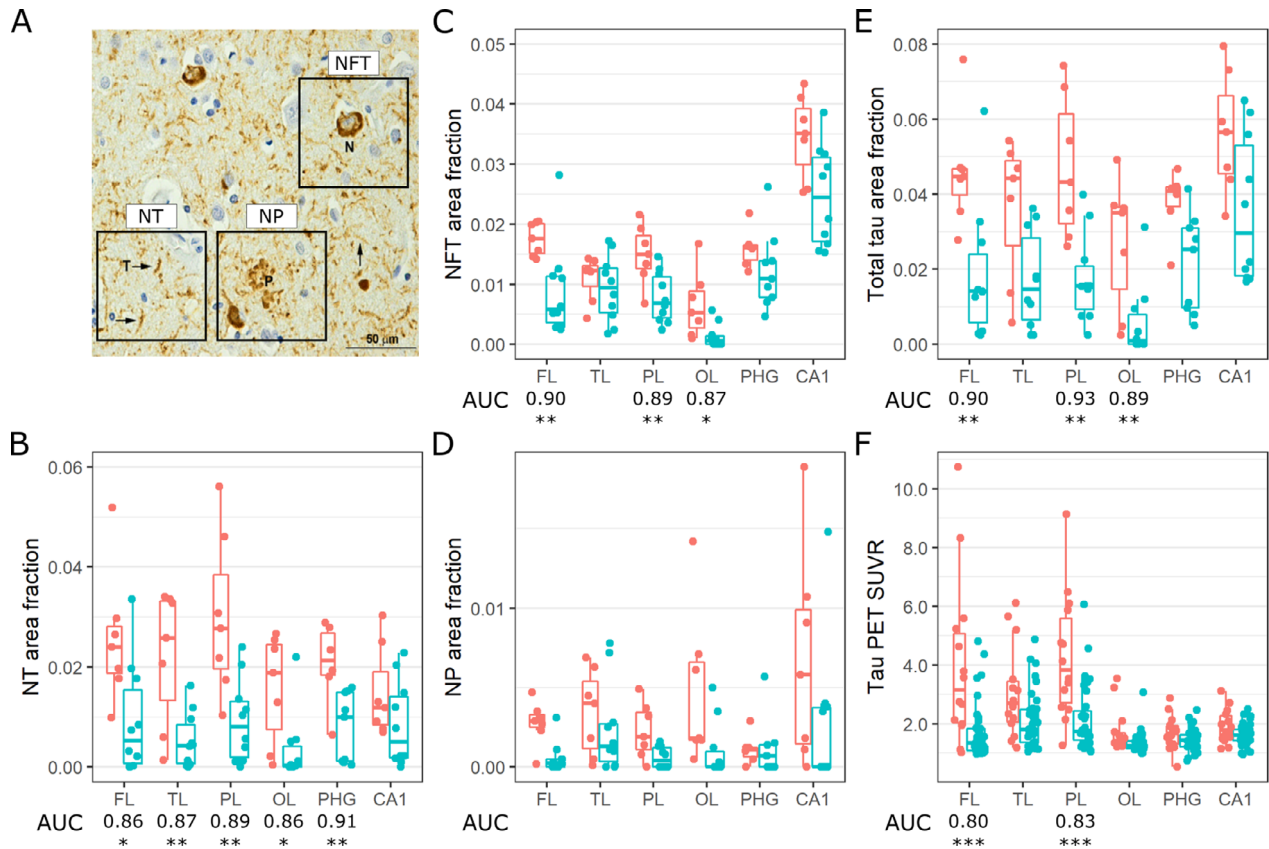 A
NFT
N
NT
NP
T
P
50 µm
C
NFT area fraction
0.05
0.04
0.03
0.02
0.01
0.00
FL TL PL OL PHG CA1
AUC 0.90 0.89 0.87
** ** *
E
Total tau area fraction
0.08
0.06
0.04
0.02
0.00
FL TL PL OL PHG CA1
AUC 0.90 0.93 0.89
** ** **
B
NT area fraction
0.06
0.04
0.02
0.00
FL TL PL OL PHG CA1
AUC 0.86 0.87 0.89 0.86 0.91
* ** ** * **
D
NP area fraction
0.01
0.00
FL TL PL OL PHG CA1
AUC
F
Tau PET SUVR
10.0
8.0
6.0
4.0
2.0
FL TL PL OL PHG CA1
AUC 0.80 0.83
*** ***